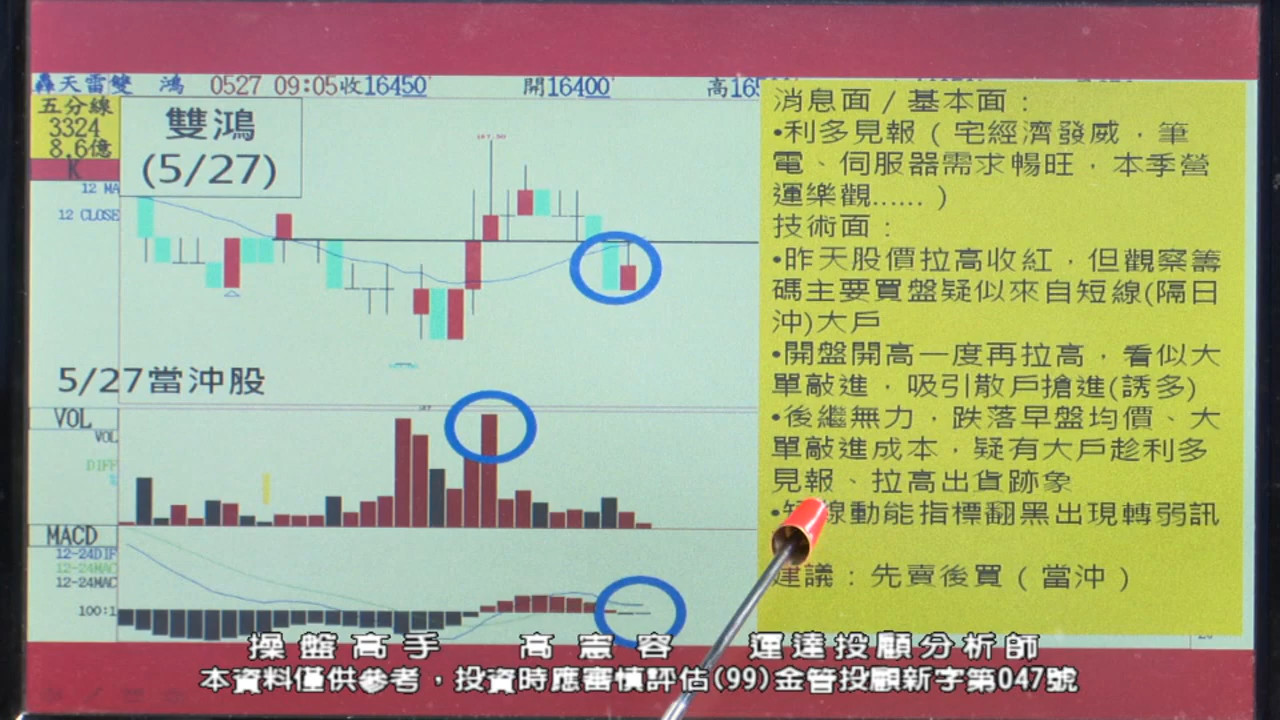 轟天雷雙 鴻 0527 09:05收16450 開16400 高165
五分線
3324
8.6億
K
12 MA
12 CLOSE
雙鴻
(5/27)
5/27當沖股
VOL
VOL
DIFF
MACD
12-24DIF
12-24MAC
12-24MAC
100:1
消息面/基本面：
•利多見報（宅經濟發威，筆
電、伺服器需求暢旺，本季營
運樂觀......）
技術面：
•昨天股價拉高收紅，但觀察籌
碼主要買盤疑似來自短線(隔日
沖)大戶
•開盤開高一度再拉高，看似大
單敲進，吸引散戶搶進(誘多)
•後繼無力，跌落早盤均價、大
單敲進成本，疑有大戶趁利多
見報、拉高出貨跡象
•短線動能指標翻黑出現轉弱訊
建議：先賣後買（當沖）
操盤高手 高憲容 運達投顧分析師
本資料僅供參考，投資時應審慎評估(99)金管投顧新字第047號